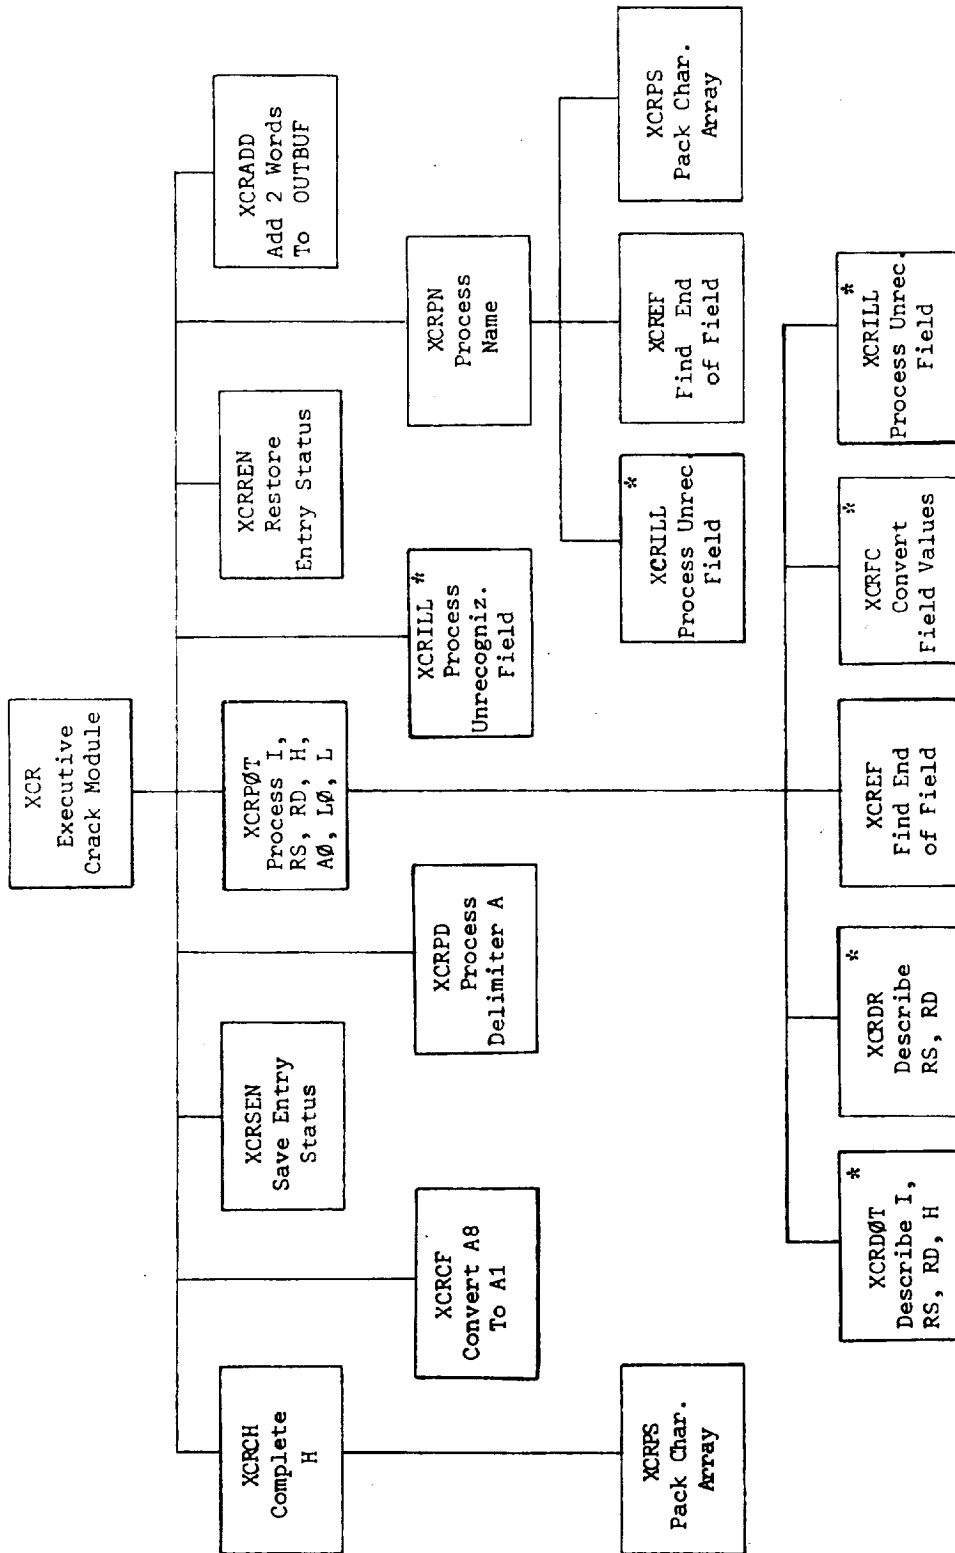 XCR
Executive
Crack Module
XCRCH
Complete
H
XCRCF
Convert A8
To A1
XCRSEN
Save Entry
Status
XCRPD
Process
Delimiter A
XCRPØT
Process I,
RS, RD, H,
AØ, LØ, L
XCRILL *
Process
Unrecogniz.
Field
XCRREN
Restore
Entry Status
XCRPN
Process
Name
XCRADD
Add 2 Words
To OUTBUF
XCRPS
Pack Char.
Array
XCRILL *
Process Unrec.
Field
XCREF
Find End
of Field
XCRPS
Pack Char.
Array
XCRDØT *
Describe I,
RS, RD, H
XCRDR *
Describe
RS, RD
XCREF
Find End
of Field
XCRFC *
Convert
Field Values
XCRILL *
Process Unrec.
Field